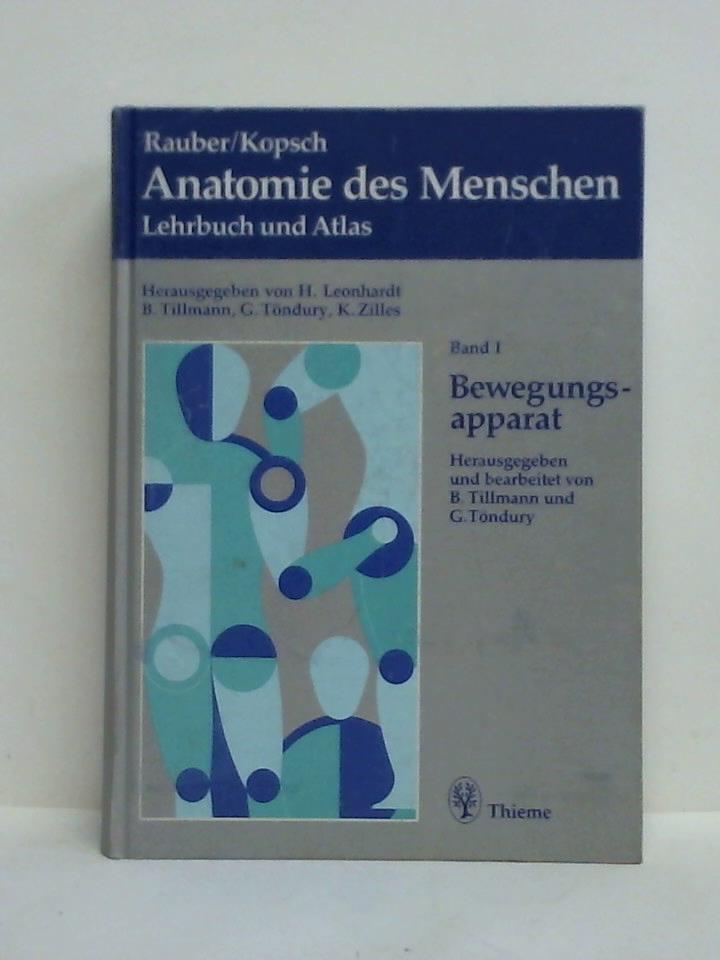 Rauber/Kopsch
Anatomie des Menschen
Lehrbuch und Atlas
Herausgegeben von H. Leonhardt
B. Tillmann, G. Töndury, K. Zilles
Band I
Bewegungs-
apparat
Herausgegeben
und bearbeitet von
B. Tillmann und
G. Töndury
Thieme